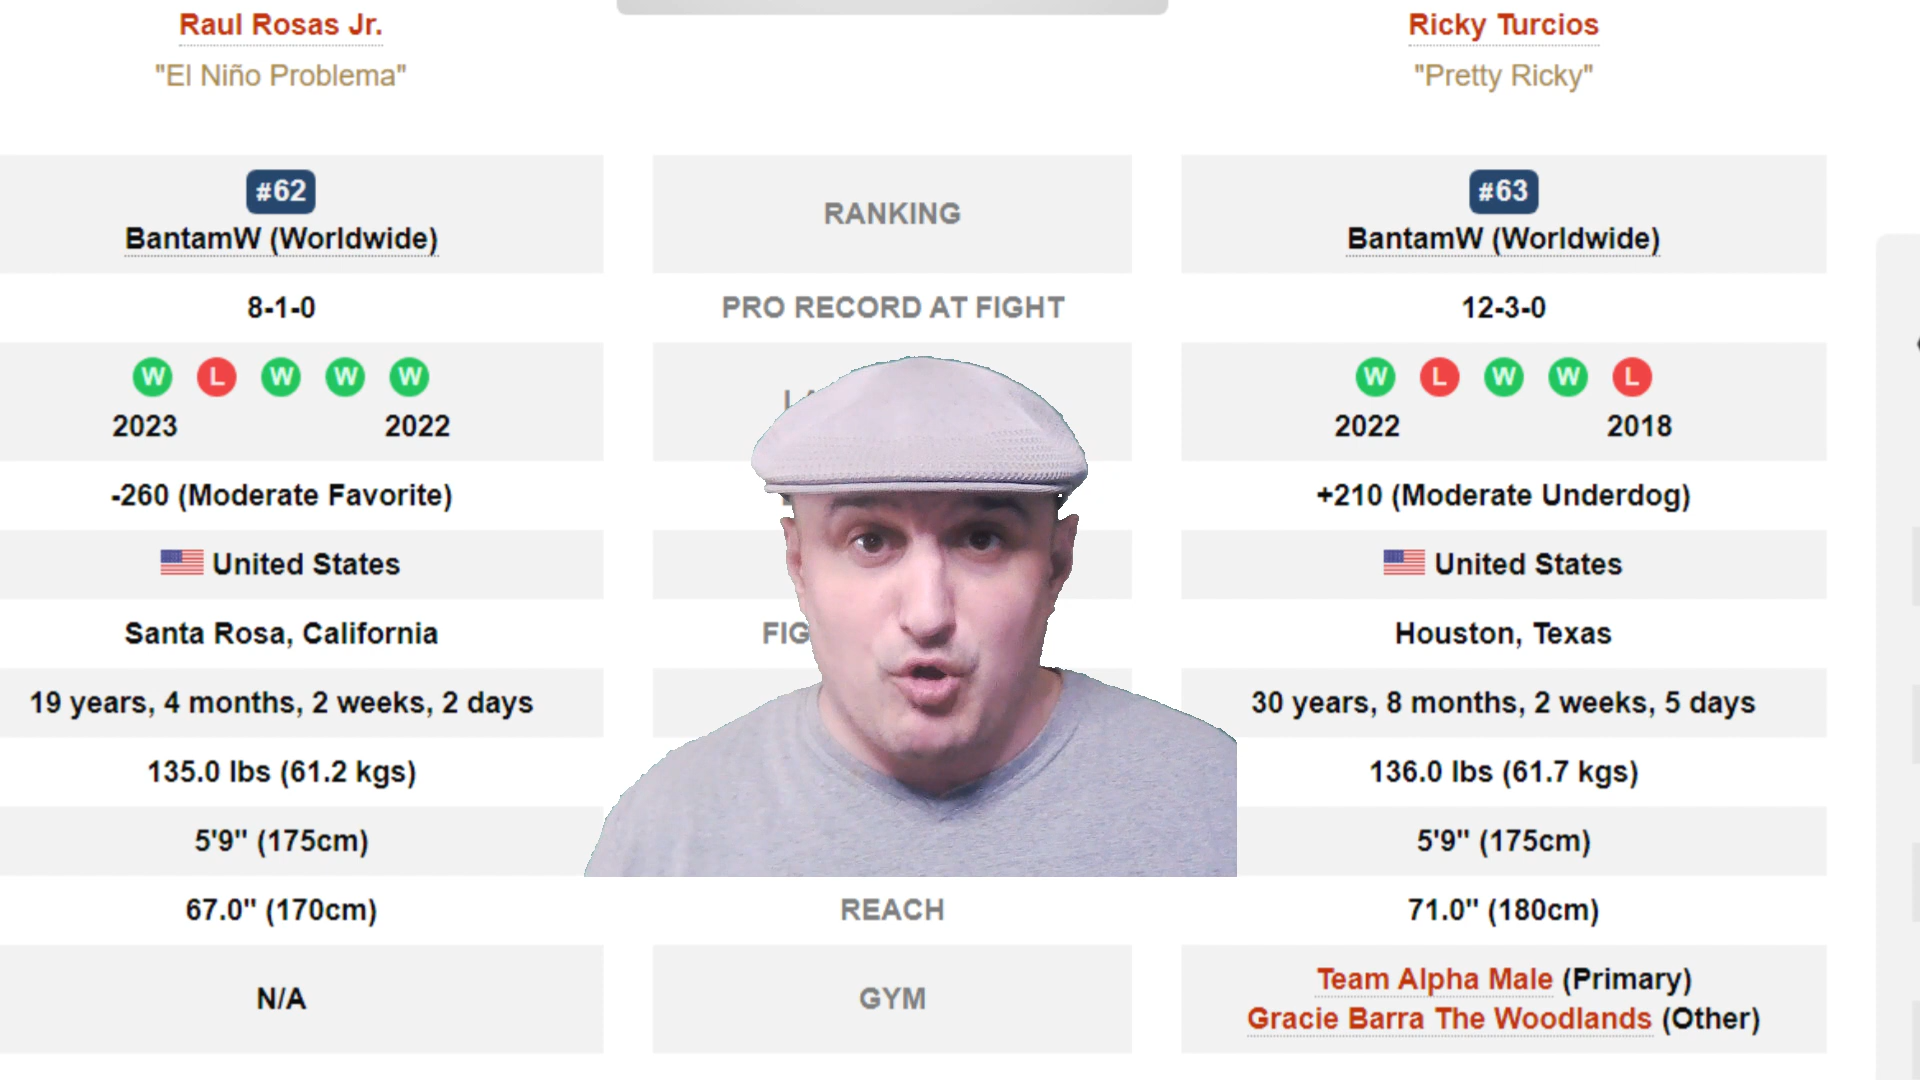 Raul Rosas Jr.
Ricky Turcios
"El Niño Problema"
"Pretty Ricky"
#62
BantamW (Worldwide)
RANKING
#63
BantamW (Worldwide)
8-1-0
PRO RECORD AT FIGHT
12-3-0
W L W W W
2023 2022
W L W W L
2022 2018
-260 (Moderate Favorite)
+210 (Moderate Underdog)
United States
United States
Santa Rosa, California
FIG
Houston, Texas
19 years, 4 months, 2 weeks, 2 days
30 years, 8 months, 2 weeks, 5 days
135.0 lbs (61.2 kgs)
136.0 lbs (61.7 kgs)
5'9" (175cm)
5'9" (175cm)
67.0" (170cm)
REACH
71.0" (180cm)
N/A
GYM
Team Alpha Male (Primary)
Gracie Barra The Woodlands (Other)